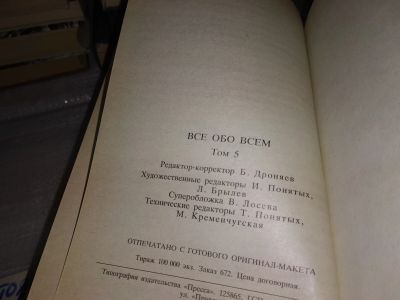 ВСЕ ОБО ВСЕМ
Том 5
Редактор-корректор Б. Дроняев
Художественные редакторы И. Понятых,
Л. Брылев
Суперобложка В. Лосева
Технические редакторы Т. Понятых,
М. Кременчугская
ОТПЕЧАТАНО С ГОТОВОГО ОРИГИНАЛ-МАКЕТА
Тираж 100 000 экз. Заказ 672. Цена договорная.
Типография издательства «Пресса». 125865, ГСП,
ул. «Правды